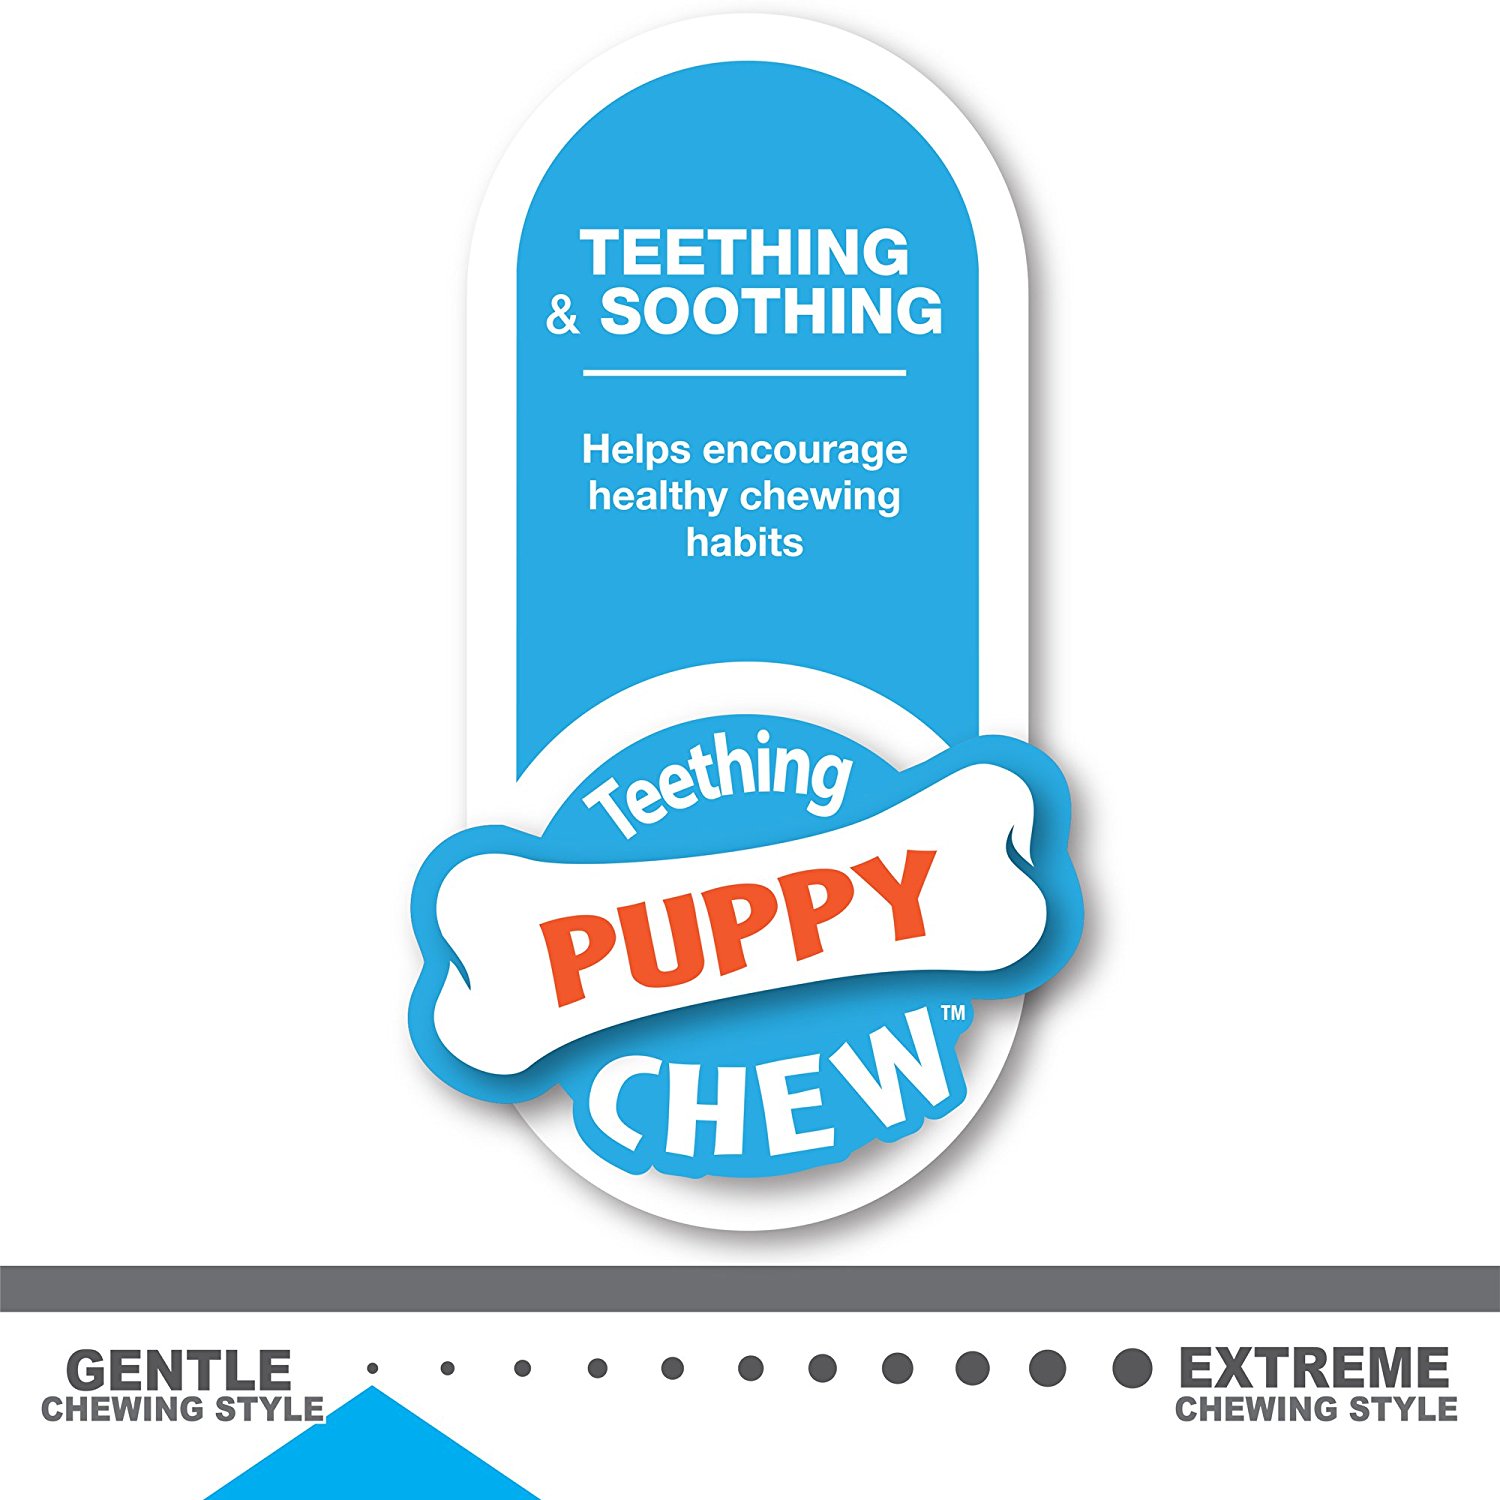 TEETHING
& SOOTHING
Helps encourage
healthy chewing
habits
Teething
PUPPY
CHEW™
GENTLE
CHEWING STYLE
EXTREME
CHEWING STYLE